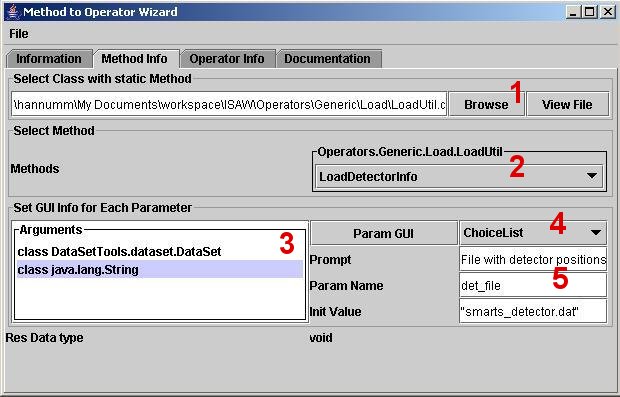 Method to Operator Wizard
File
Information Method Info Operator Info Documentation
Select Class with static Method
\hannumm\My Documents\workspace\ISAW\Operators\Generic\Load\LoadUtil.c Browse 1 View File
Select Method
Operators.Generic.Load.LoadUtil
Methods LoadDetectorInfo 2
Set GUI Info for Each Parameter
Arguments 3 Param GUI ChoiceList 4
class DataSetTools.dataset.DataSet Prompt File with detector positions
class java.lang.String Param Name det_file 5
Init Value "smarts_detector.dat"
Res Data type void